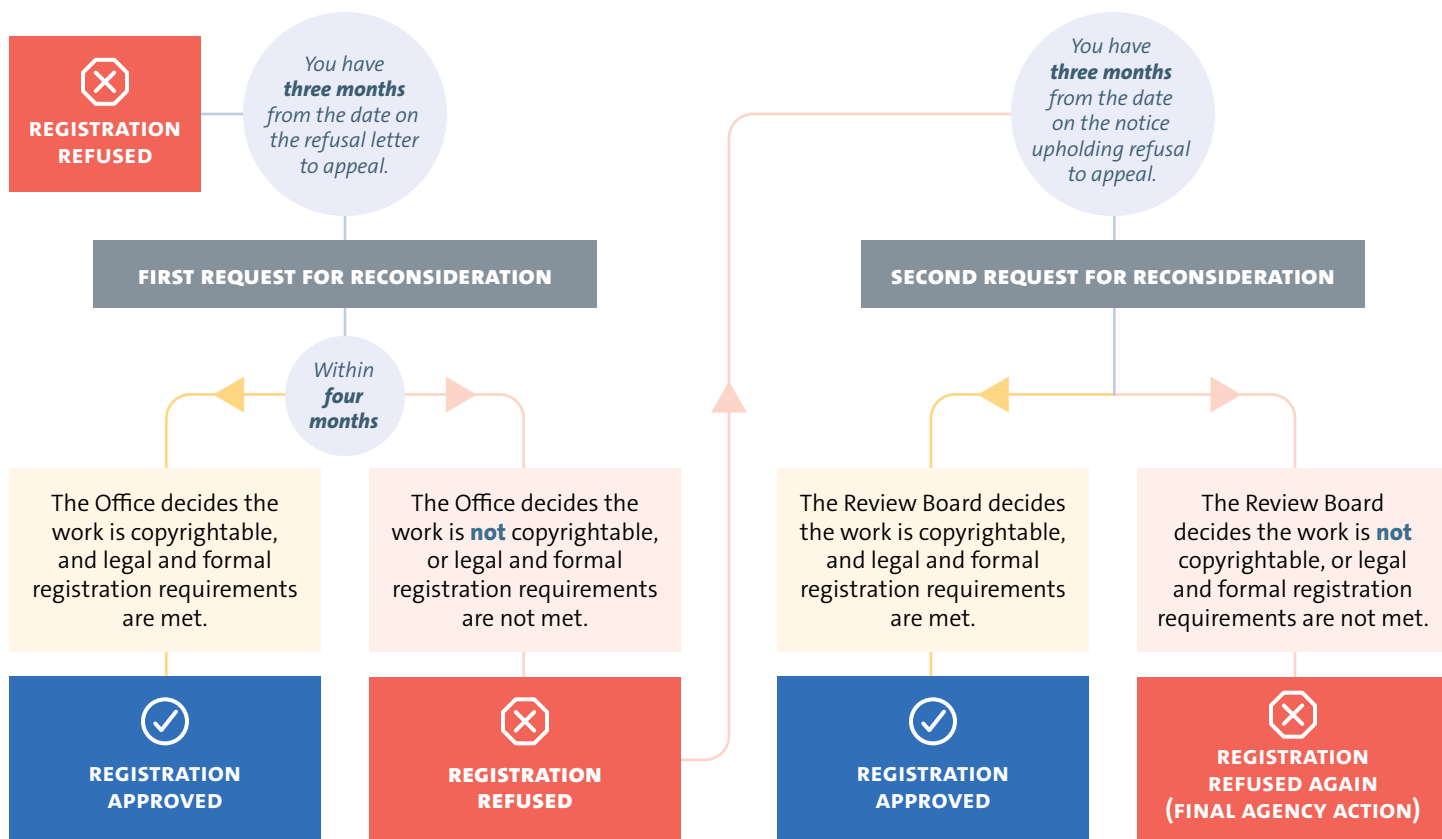 REGISTRATION
REFUSED
You have
three months
from the date on
the refusal letter
to appeal.
FIRST REQUEST FOR RECONSIDERATION
Within
four
months
The Office decides the
work is copyrightable,
and legal and formal
registration requirements
are met.
REGISTRATION
APPROVED
The Office decides the
work is not copyrightable,
or legal and formal
registration requirements
are not met.
REGISTRATION
REFUSED
You have
three months
from the date
on the notice
upholding refusal
to appeal.
SECOND REQUEST FOR RECONSIDERATION
The Review Board decides
the work is copyrightable,
and legal and formal
registration requirements
are met.
REGISTRATION
APPROVED
The Review Board
decides the work is not
copyrightable, or legal
and formal registration
requirements are not met.
REGISTRATION
REFUSED AGAIN
(FINAL AGENCY ACTION)